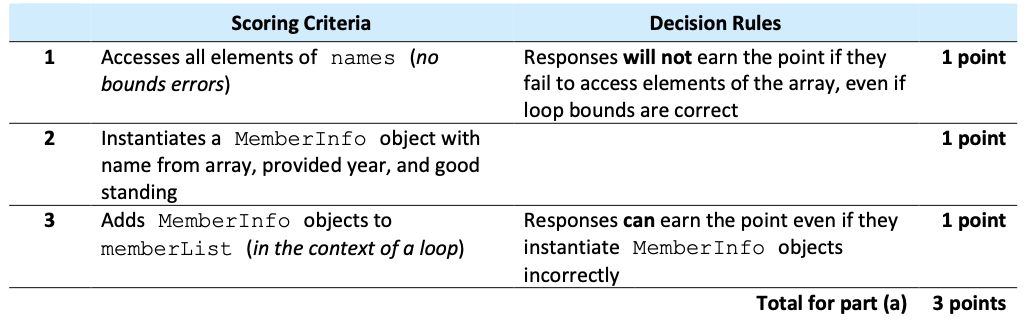 Scoring Criteria Decision Rules
1 Accesses all elements of names (no Responses will not earn the point if they 1 point
bounds errors) fail to access elements of the array, even if
loop bounds are correct
2 Instantiates a MemberInfo object with 1 point
name from array, provided year, and good
standing
3 Adds MemberInfo objects to Responses can earn the point even if they 1 point
memberList (in the context of a loop) instantiate MemberInfo objects
incorrectly
Total for part (a) 3 points